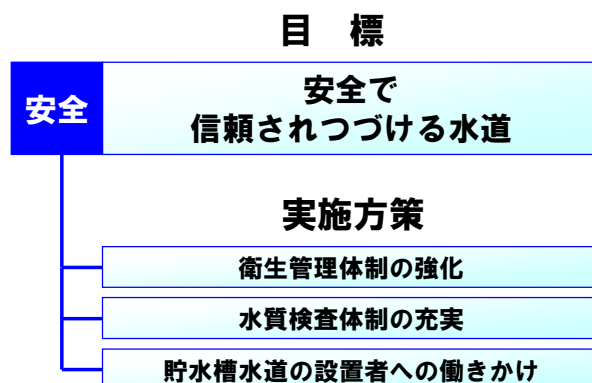 目　標
安全
安全で
信頼されつづける水道
実施方策
衛生管理体制の強化
水質検査体制の充実
貯水槽水道の設置者への働きかけ